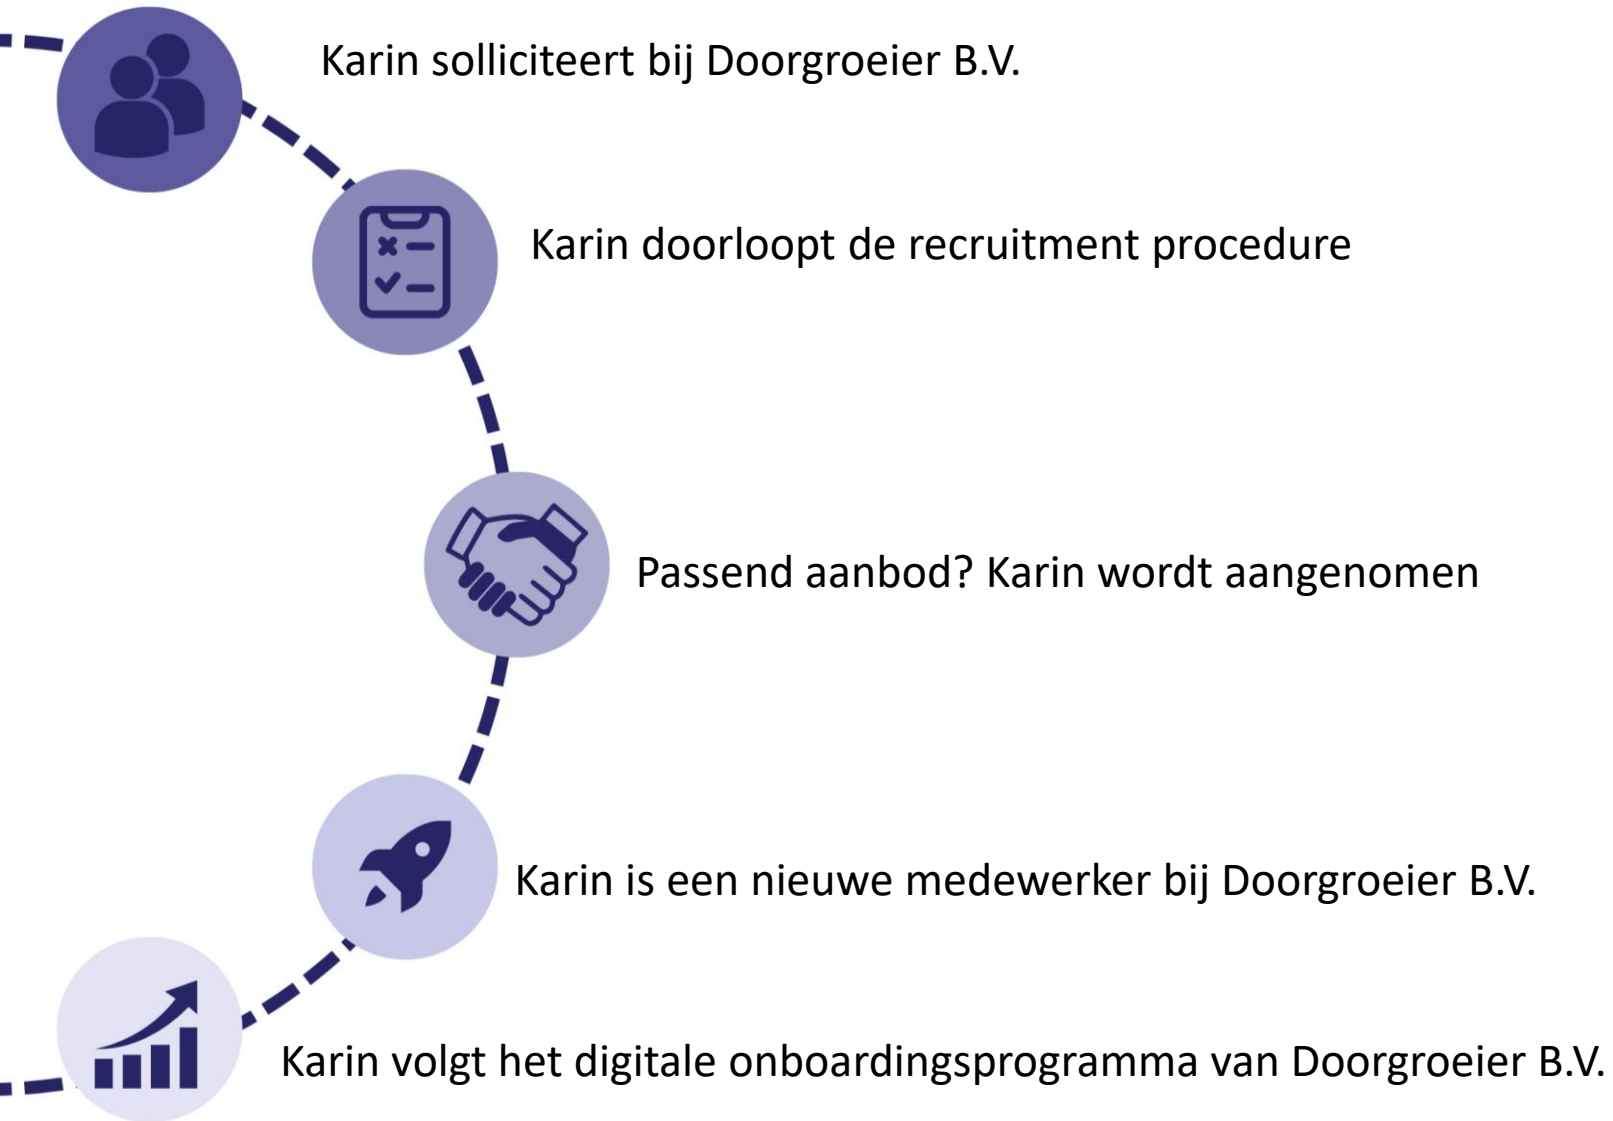 Karin solliciteert bij Doorgroeier B.V.
Karin doorloopt de recruitment procedure
Passend aanbod? Karin wordt aangenomen
Karin is een nieuwe medewerker bij Doorgroeier B.V.
Karin volgt het digitale onboardingsprogramma van Doorgroeier B.V.